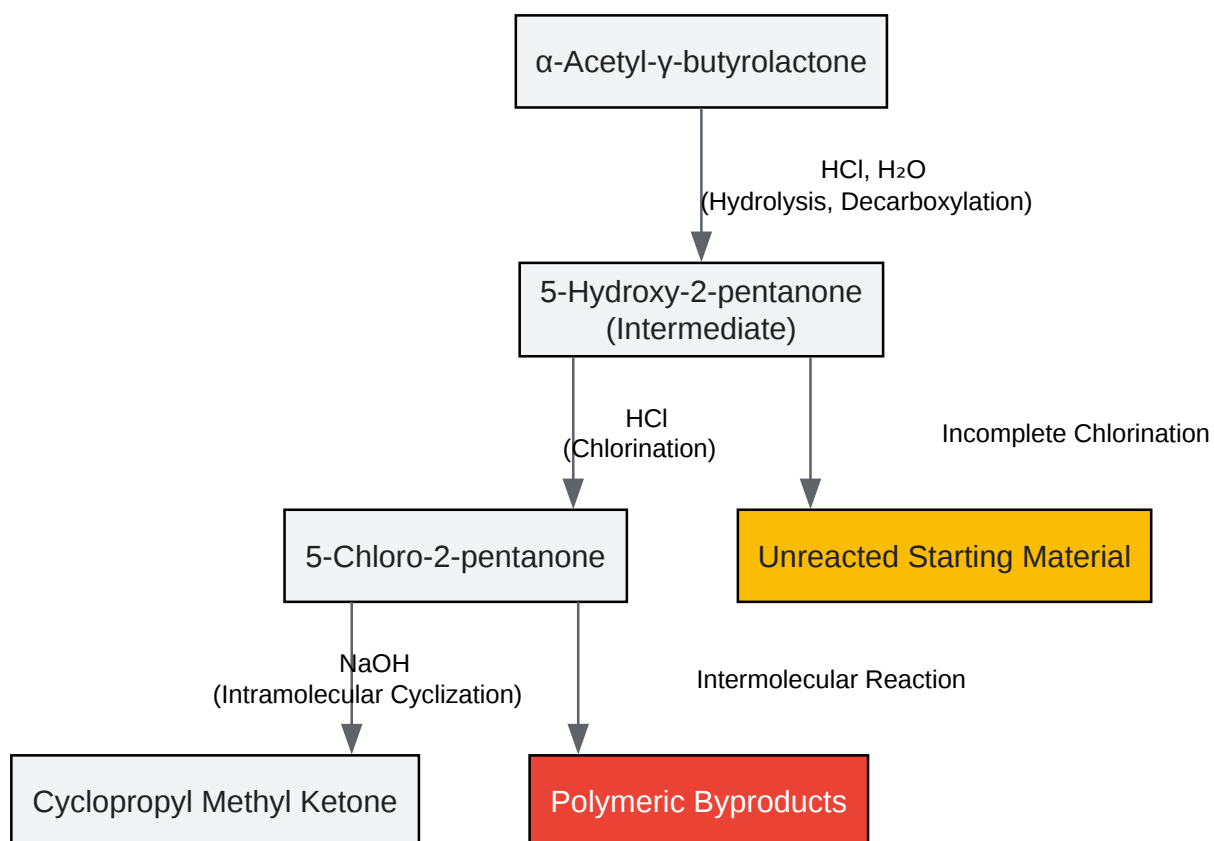 α-Acetyl-γ-butyrolactone
HCl, H₂O
(Hydrolysis, Decarboxylation)
5-Hydroxy-2-pentanone
(Intermediate)
HCl
(Chlorination)
Incomplete Chlorination
5-Chloro-2-pentanone
Unreacted Starting Material
NaOH
(Intramolecular Cyclization)
Intermolecular Reaction
Cyclopropyl Methyl Ketone
Polymeric Byproducts